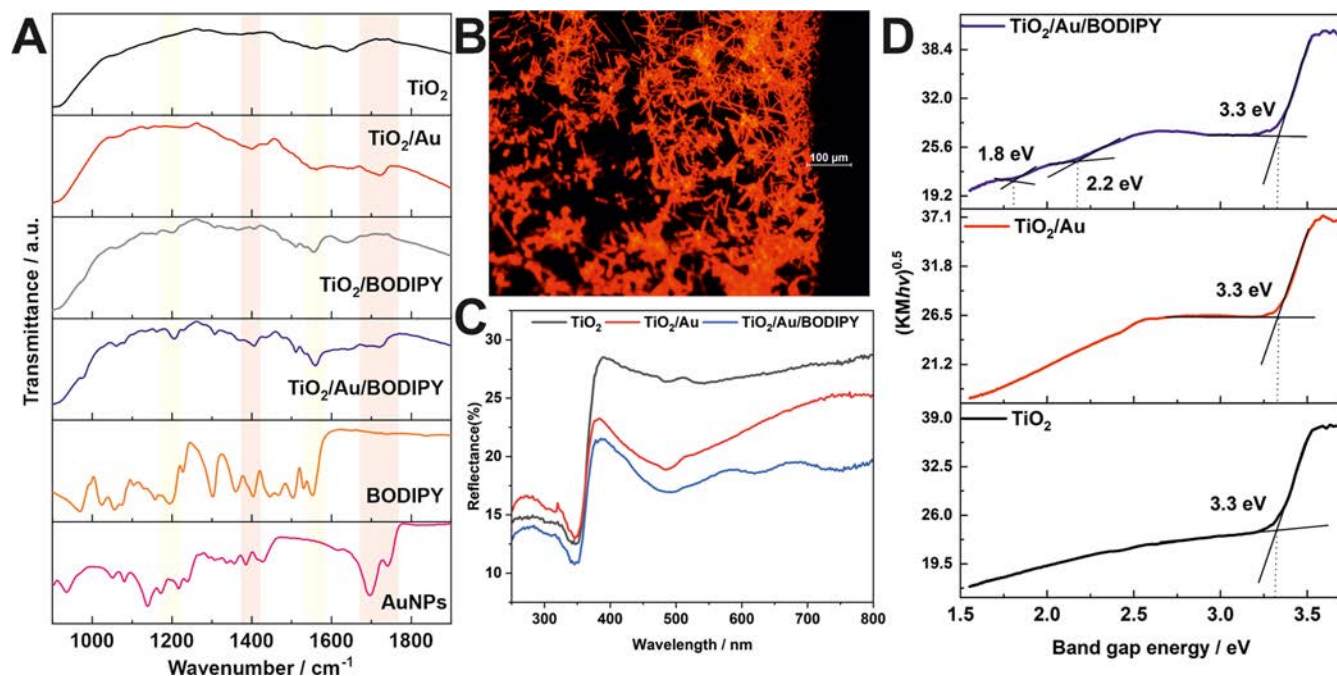 A
TiO2
TiO2/Au
TiO2/BODIPY
TiO2/Au/BODIPY
BODIPY
AuNPs
Transmittance / a.u.
1000 1200 1400 1600 1800
Wavenumber / cm-1
B
100 µm
C
TiO2 TiO2/Au TiO2/Au/BODIPY
30
25
20
15
10
Reflectance(%)
300 400 500 600 700 800
Wavelength / nm
D
TiO2/Au/BODIPY
38.4
32.0
25.6
19.2
3.3 eV
1.8 eV
2.2 eV
TiO2/Au
37.1
31.8
26.5
21.2
3.3 eV
(KMhv)0.5
TiO2
39.0
32.5
26.0
19.5
3.3 eV
1.5 2.0 2.5 3.0 3.5
Band gap energy / eV